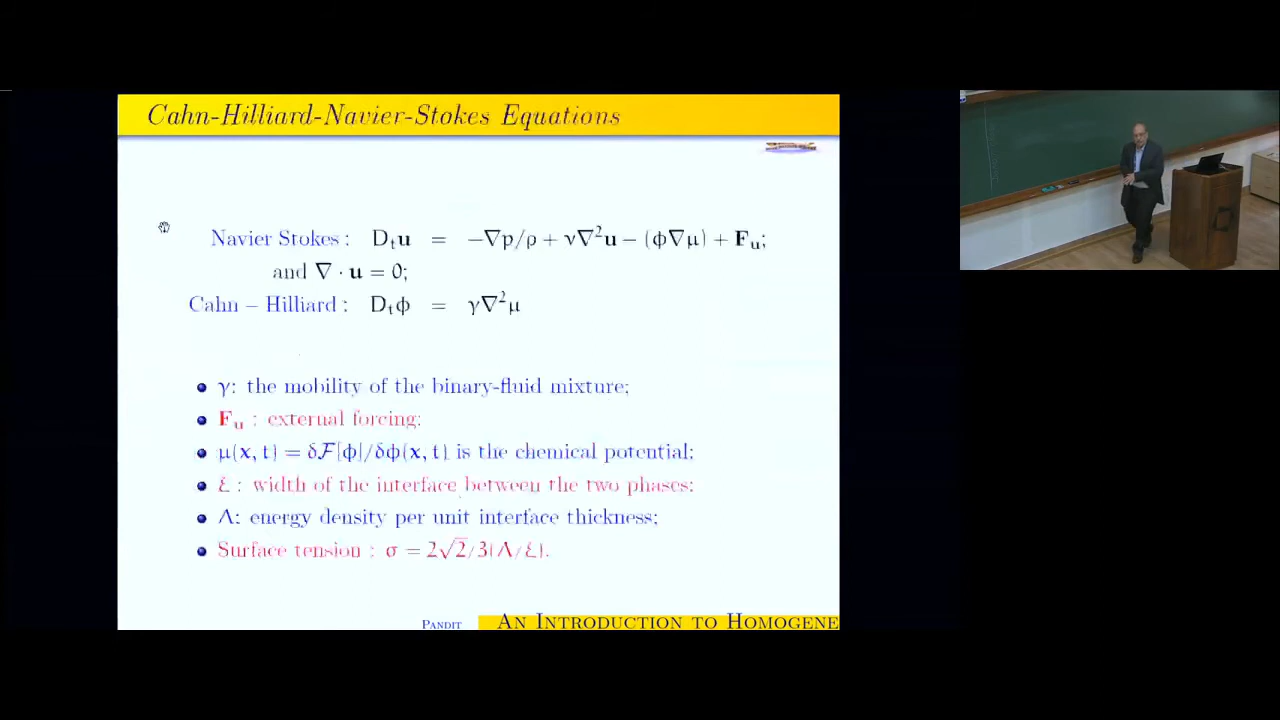 Cahn-Hilliard-Navier-Stokes Equations
Navier Stokes : Dₜu = −∇p/ρ + ν∇²u − (ϕ∇μ) + Fᵤ;
and ∇ · u = 0;
Cahn − Hilliard : Dₜϕ = γ∇²μ
γ: the mobility of the binary-fluid mixture;
Fᵤ : external forcing;
μ(x, t) = δℱ[ϕ]/δϕ(x, t) is the chemical potential;
ξ : width of the interface between the two phases;
Λ: energy density per unit interface thickness;
Surface tension : σ = 2√2/3(Λ/ξ).
Pandit An Introduction to Homogene